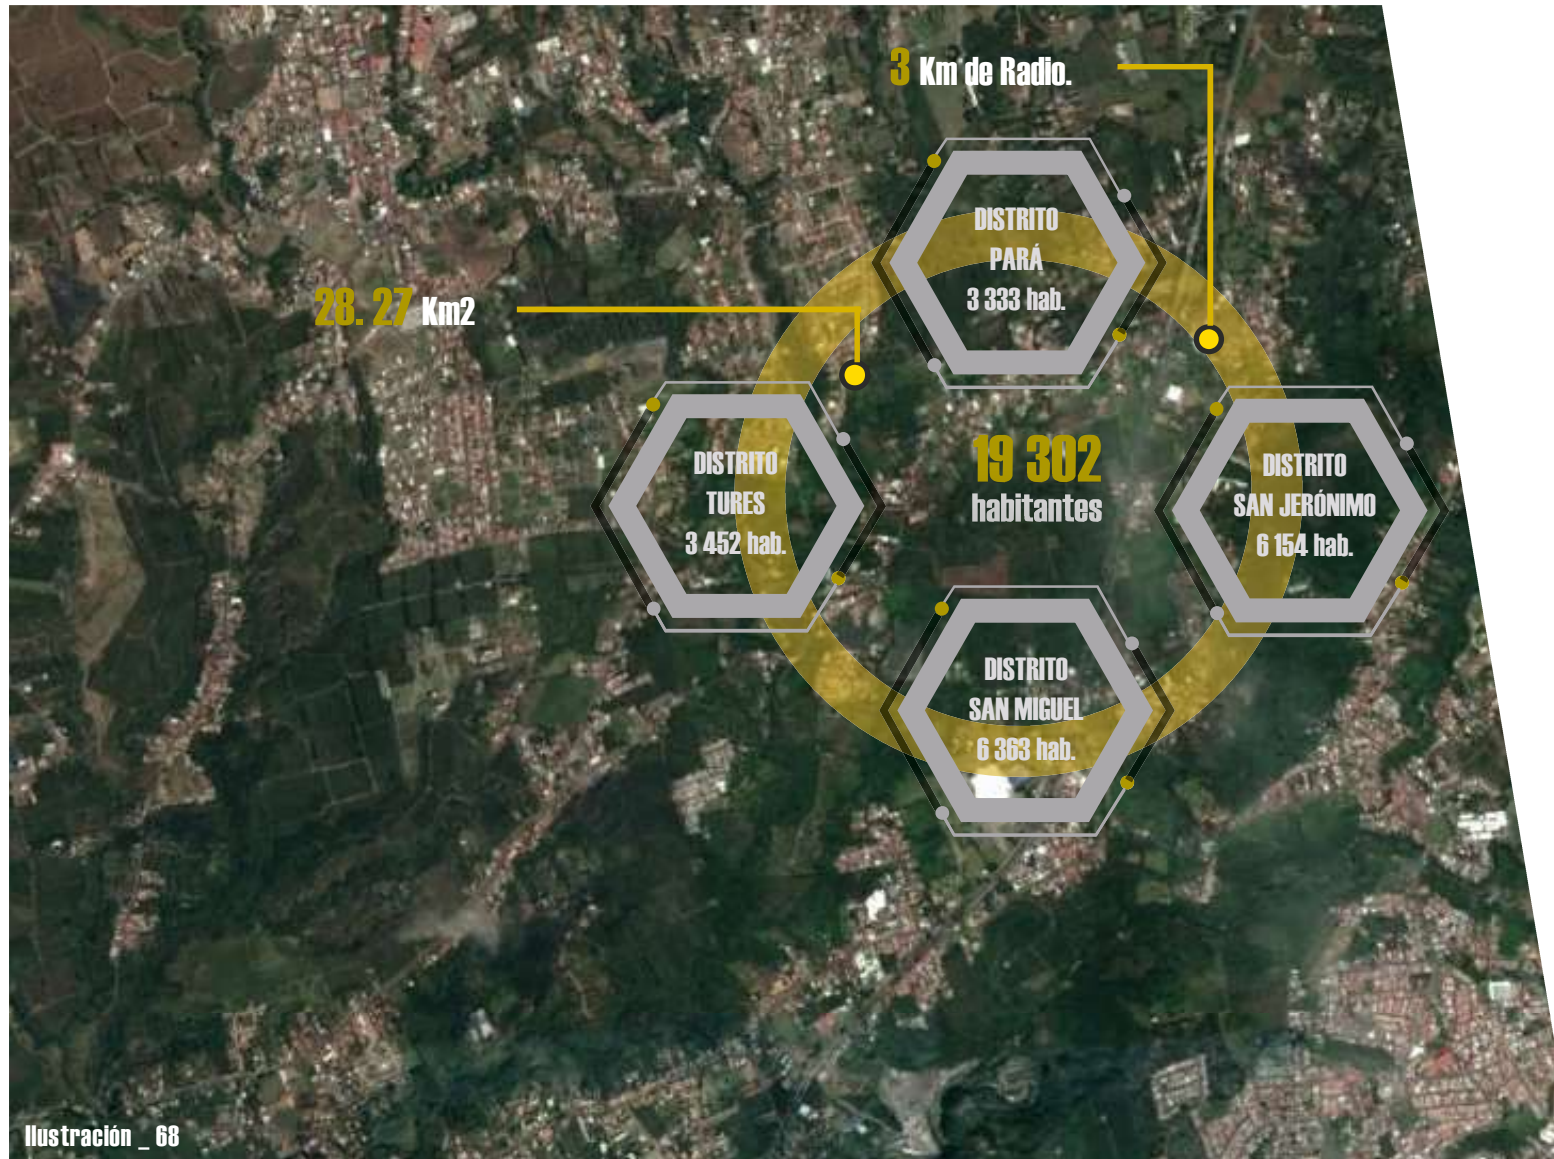 3 Km de Radio.
DISTRITO
PARÁ
3 333 hab.
28. 27 Km2
19 302
habitantes
DISTRITO
TURES
3 452 hab.
DISTRITO
SAN JERÓNIMO
6 154 hab.
DISTRITO
SAN MIGUEL
6 363 hab.
Ilustración _ 68